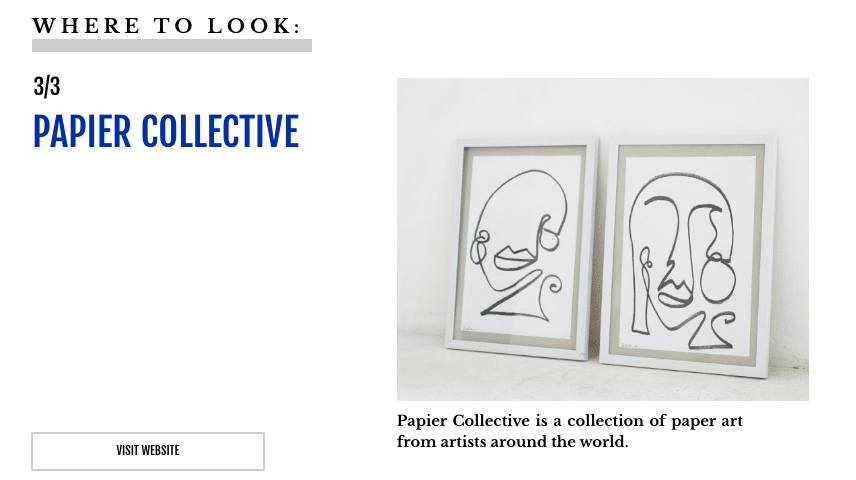 WHERE TO LOOK:
3/3
PAPIER COLLECTIVE
Papier Collective is a collection of paper art
from artists around the world.
VISIT WEBSITE